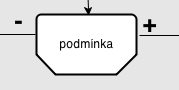 - +
podminka